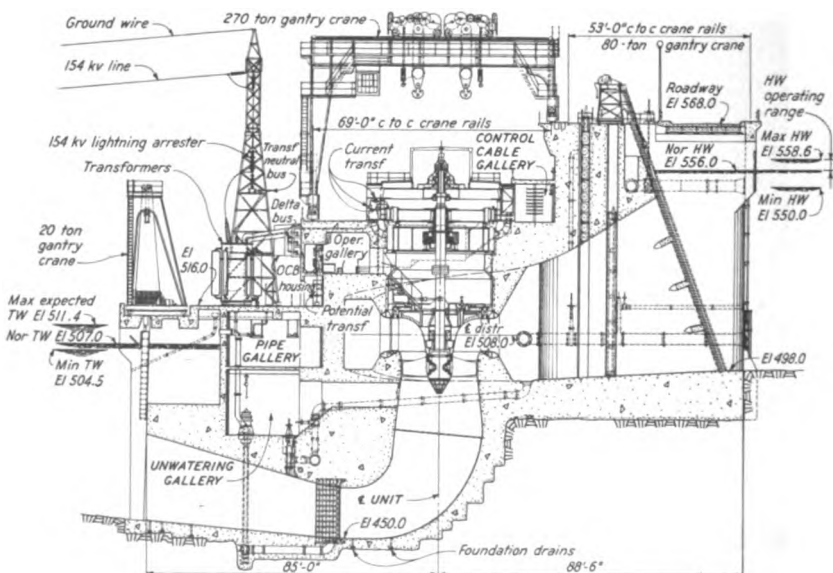 Ground wire
270 ton gantry crane
53'-0" c to c crane rails
80-ton gantry crane
154 kv line
Roadway
El 568.0
HW
operating
range
69'-0" c to c crane rails
154 kv lightning arrester
Transf
neutral
bus
Current
transf
CONTROL
CABLE
GALLERY
Nor HW
El 556.0
Max HW
El 558.6
Transformers
Delta
bus
Min HW
El 550.0
20 ton
gantry
crane
El
516.0
OCB
housing
Oper.
gallery
Max expected
TW El 511.4
Potential
transf
℄ distr
El 508.0
Nor TW El 507.0
PIPE
GALLERY
Min TW
El 504.5
El 498.0
UNWATERING
GALLERY
℄ UNIT
El 450.0
Foundation drains
85'-0"
88'-6"